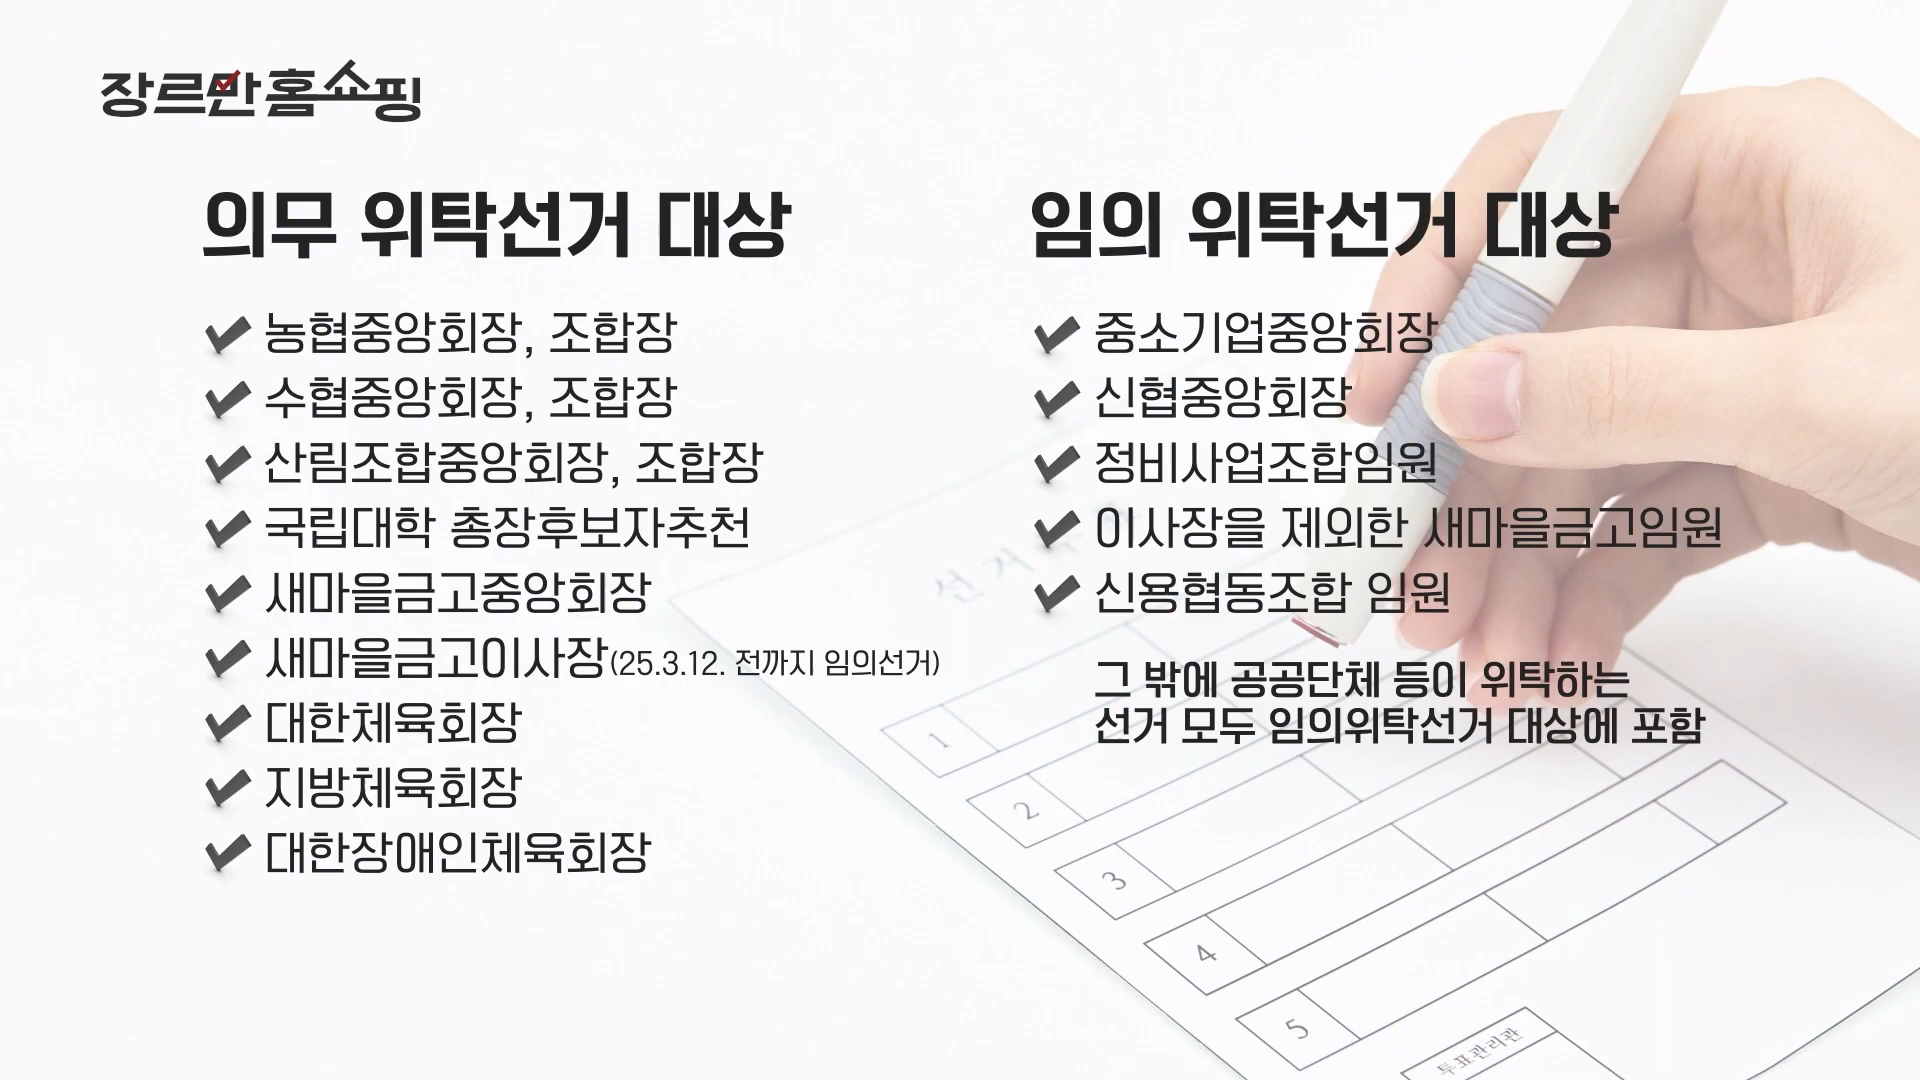 장르만 홈쇼핑
의무 위탁선거 대상
농협중앙회장, 조합장
수협중앙회장, 조합장
산림조합중앙회장, 조합장
국립대학 총장후보자추천
새마을금고중앙회장
새마을금고이사장(25.3.12. 전까지 임의선거)
대한체육회장
지방체육회장
대한장애인체육회장
임의 위탁선거 대상
중소기업중앙회장
신협중앙회장
정비사업조합임원
이사장을 제외한 새마을금고임원
신용협동조합 임원
그 밖에 공공단체 등이 위탁하는
선거 모두 임의위탁선거 대상에 포함
선거
1
2
3
4
5
투표관리관